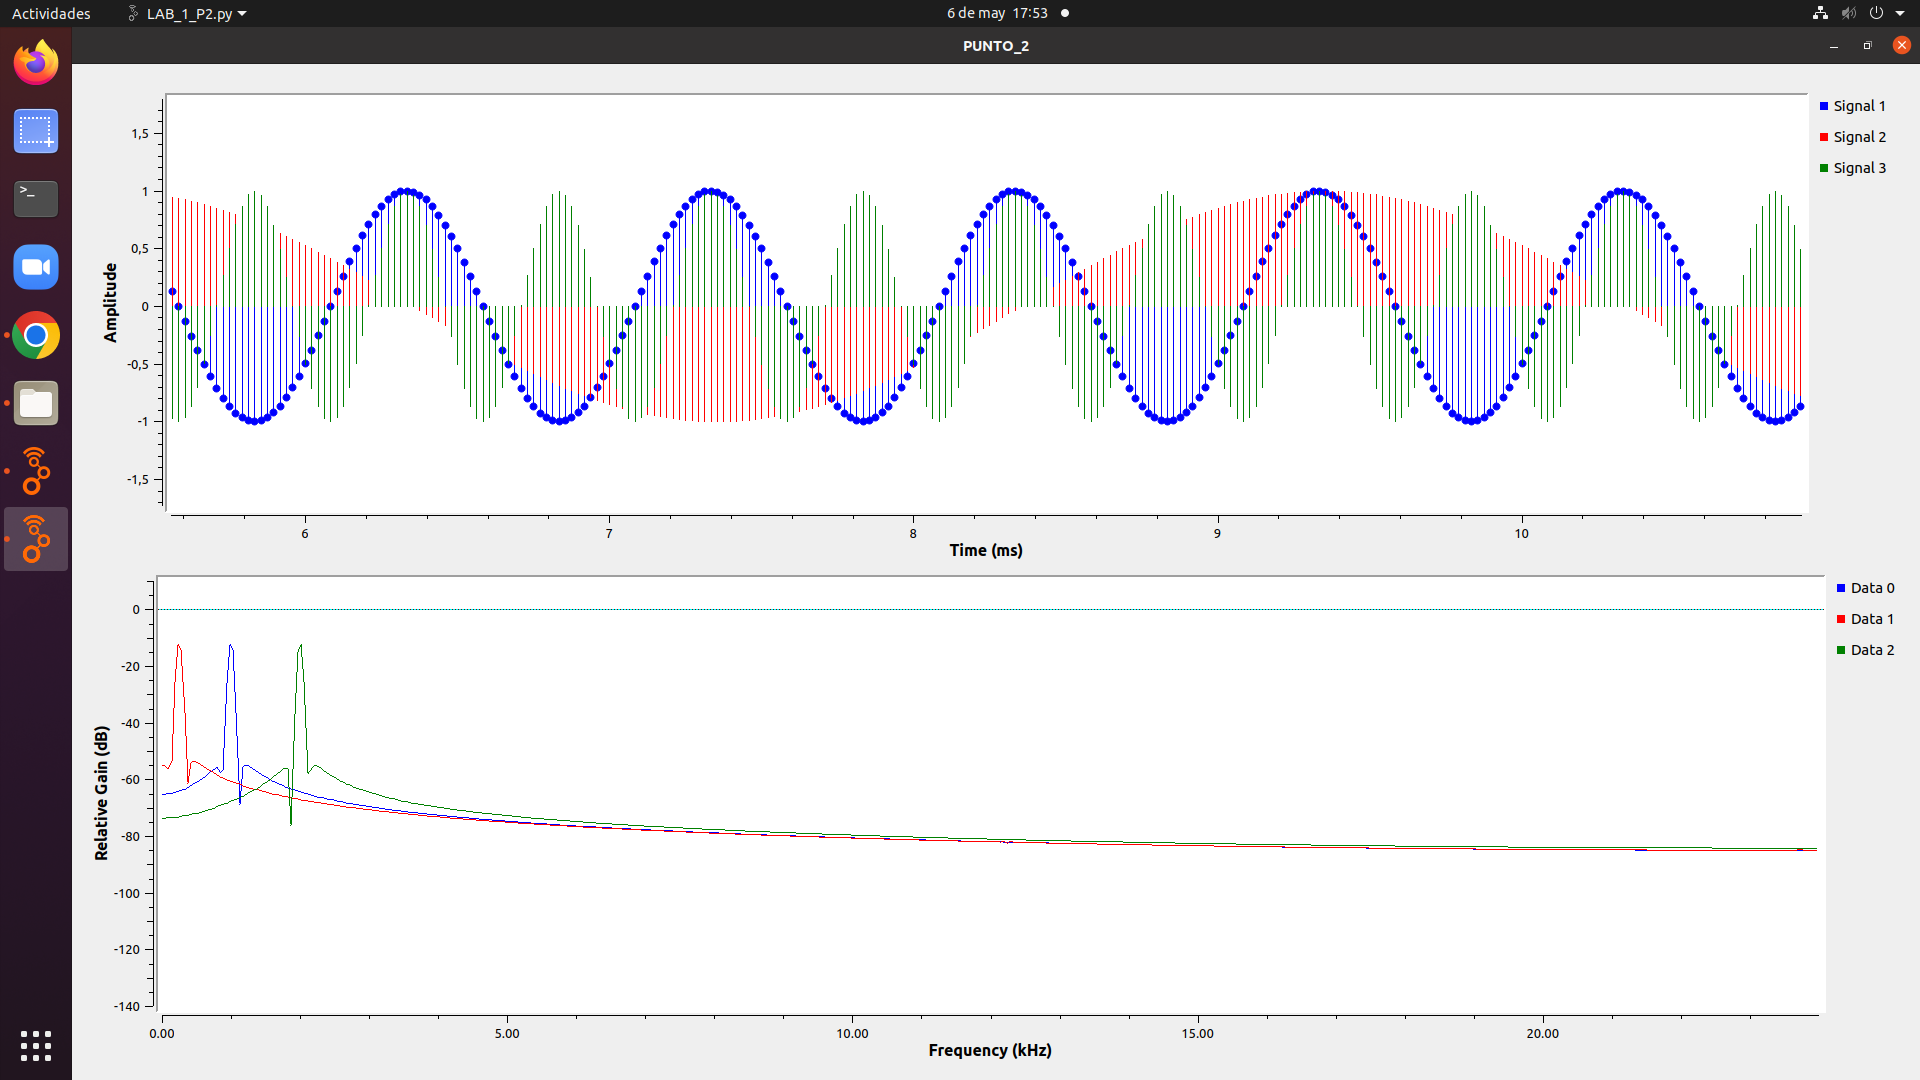 Actividades LAB_1_P2.py 6 de may 17:53
PUNTO_2
>_
Amplitude
1,5
1
0,5
0
-0,5
-1
-1,5
6 7 8 9 10
Time (ms)
Signal 1
Signal 2
Signal 3
Relative Gain (dB)
0
-20
-40
-60
-80
-100
-120
-140
0.00 5.00 10.00 15.00 20.00
Frequency (kHz)
Data 0
Data 1
Data 2